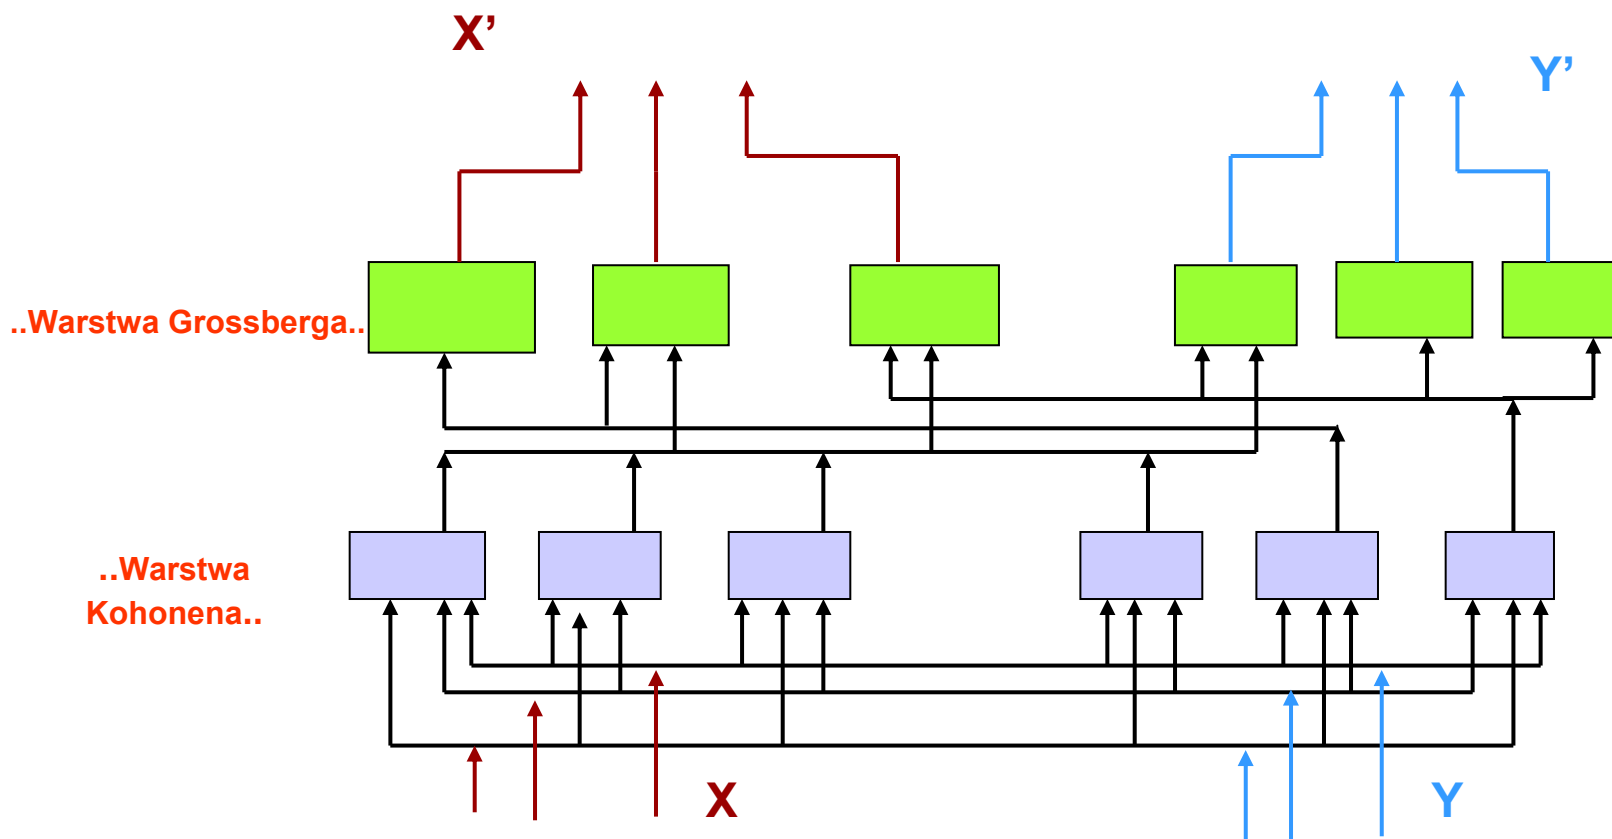 X’
Y’
..Warstwa Grossberga..
..Warstwa
Kohonena..
X
Y